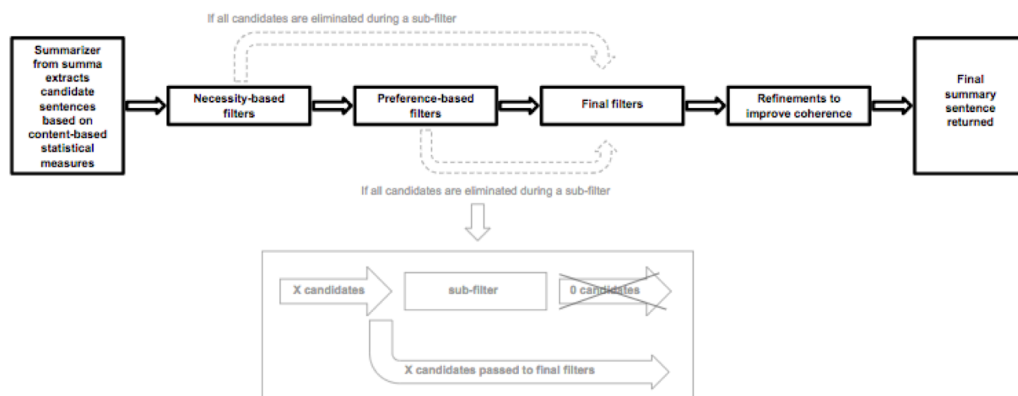 If all candidates are eliminated during a sub-filter
Summarizer
from summa
extracts
candidate
sentences
based on
content-based
statistical
measures
Necessity-based
filters
Preference-based
filters
Final filters
Refinements to
improve coherence
Final
summary
sentence
returned
If all candidates are eliminated during a sub-filter
X candidates
sub-filter
0 candidates
X candidates passed to final filters